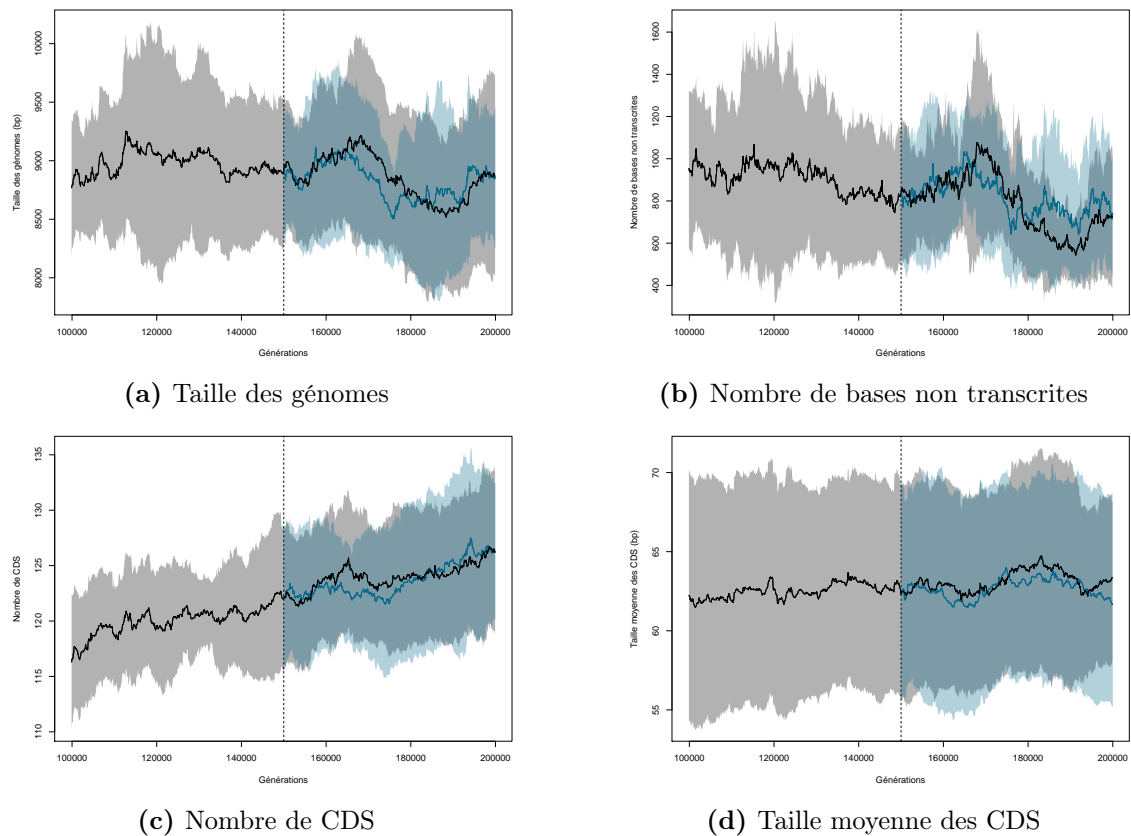 10000
9500
9000
8500
8000
Taille des génomes (bp)
100000 120000 140000 160000 180000 200000
Générations
(a) Taille des génomes
1600
1400
1200
1000
800
600
400
Nombre de bases non transcrites
100000 120000 140000 160000 180000 200000
Générations
(b) Nombre de bases non transcrites
135
130
125
120
115
110
Nombre de CDS
100000 120000 140000 160000 180000 200000
Générations
(c) Nombre de CDS
70
65
60
55
Taille moyenne des CDS (bp)
100000 120000 140000 160000 180000 200000
Générations
(d) Taille moyenne des CDS